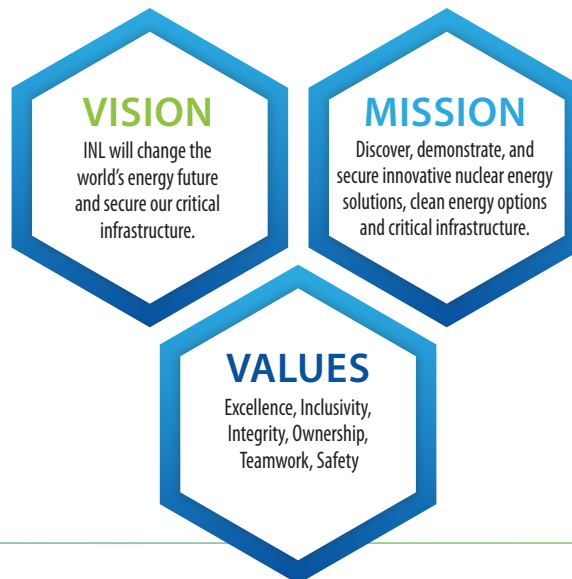 VISION
INL will change the
world’s energy future
and secure our critical
infrastructure.
MISSION
Discover, demonstrate, and
secure innovative nuclear energy
solutions, clean energy options
and critical infrastructure.
VALUES
Excellence, Inclusivity,
Integrity, Ownership,
Teamwork, Safety